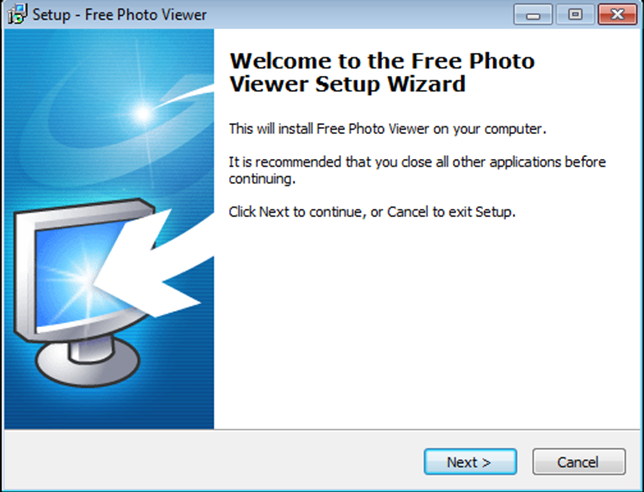 Setup - Free Photo Viewer
Welcome to the Free Photo
Viewer Setup Wizard
This will install Free Photo Viewer on your computer.
It is recommended that you close all other applications before
continuing.
Click Next to continue, or Cancel to exit Setup.
Next >
Cancel